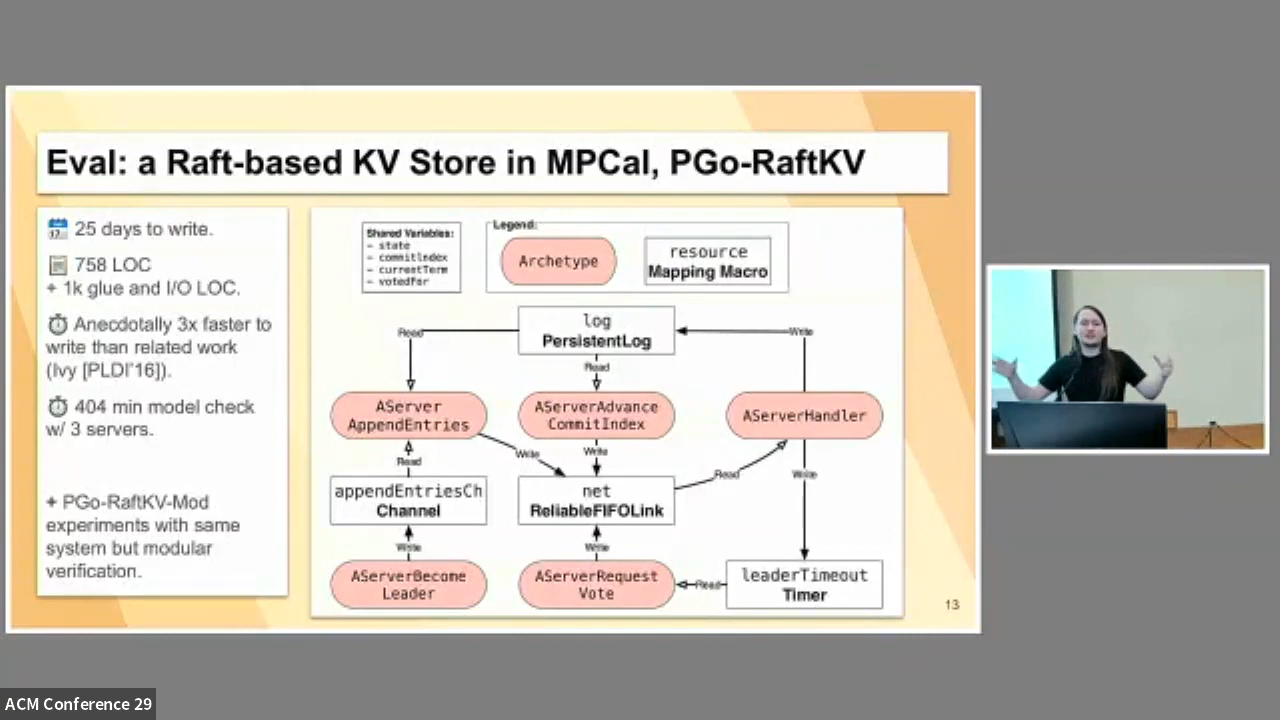 Eval: a Raft-based KV Store in MPCal, PGo-RaftKV
25 days to write.
758 LOC
+ 1k glue and I/O LOC.
Anecdotally 3x faster to
write than related work
(Ivy [PLDI'16]).
404 min model check
w/ 3 servers.
+ PGo-RaftKV-Mod
experiments with same
system but modular
verification.
Shared Variables:
- state
- commitIndex
- currentTerm
- votedFor
Legend:
Archetype
resource
Mapping Macro
log
PersistentLog
Read
Write
Read
AServer
AppendEntries
AServerAdvance
CommitIndex
AServerHandler
Read
Write
Write
Read
Write
appendEntriesCh
Channel
net
ReliableFIFOLink
Write
Write
AServerBecome
Leader
AServerRequest
Vote
Read
leaderTimeout
Timer
13
ACM Conference 29